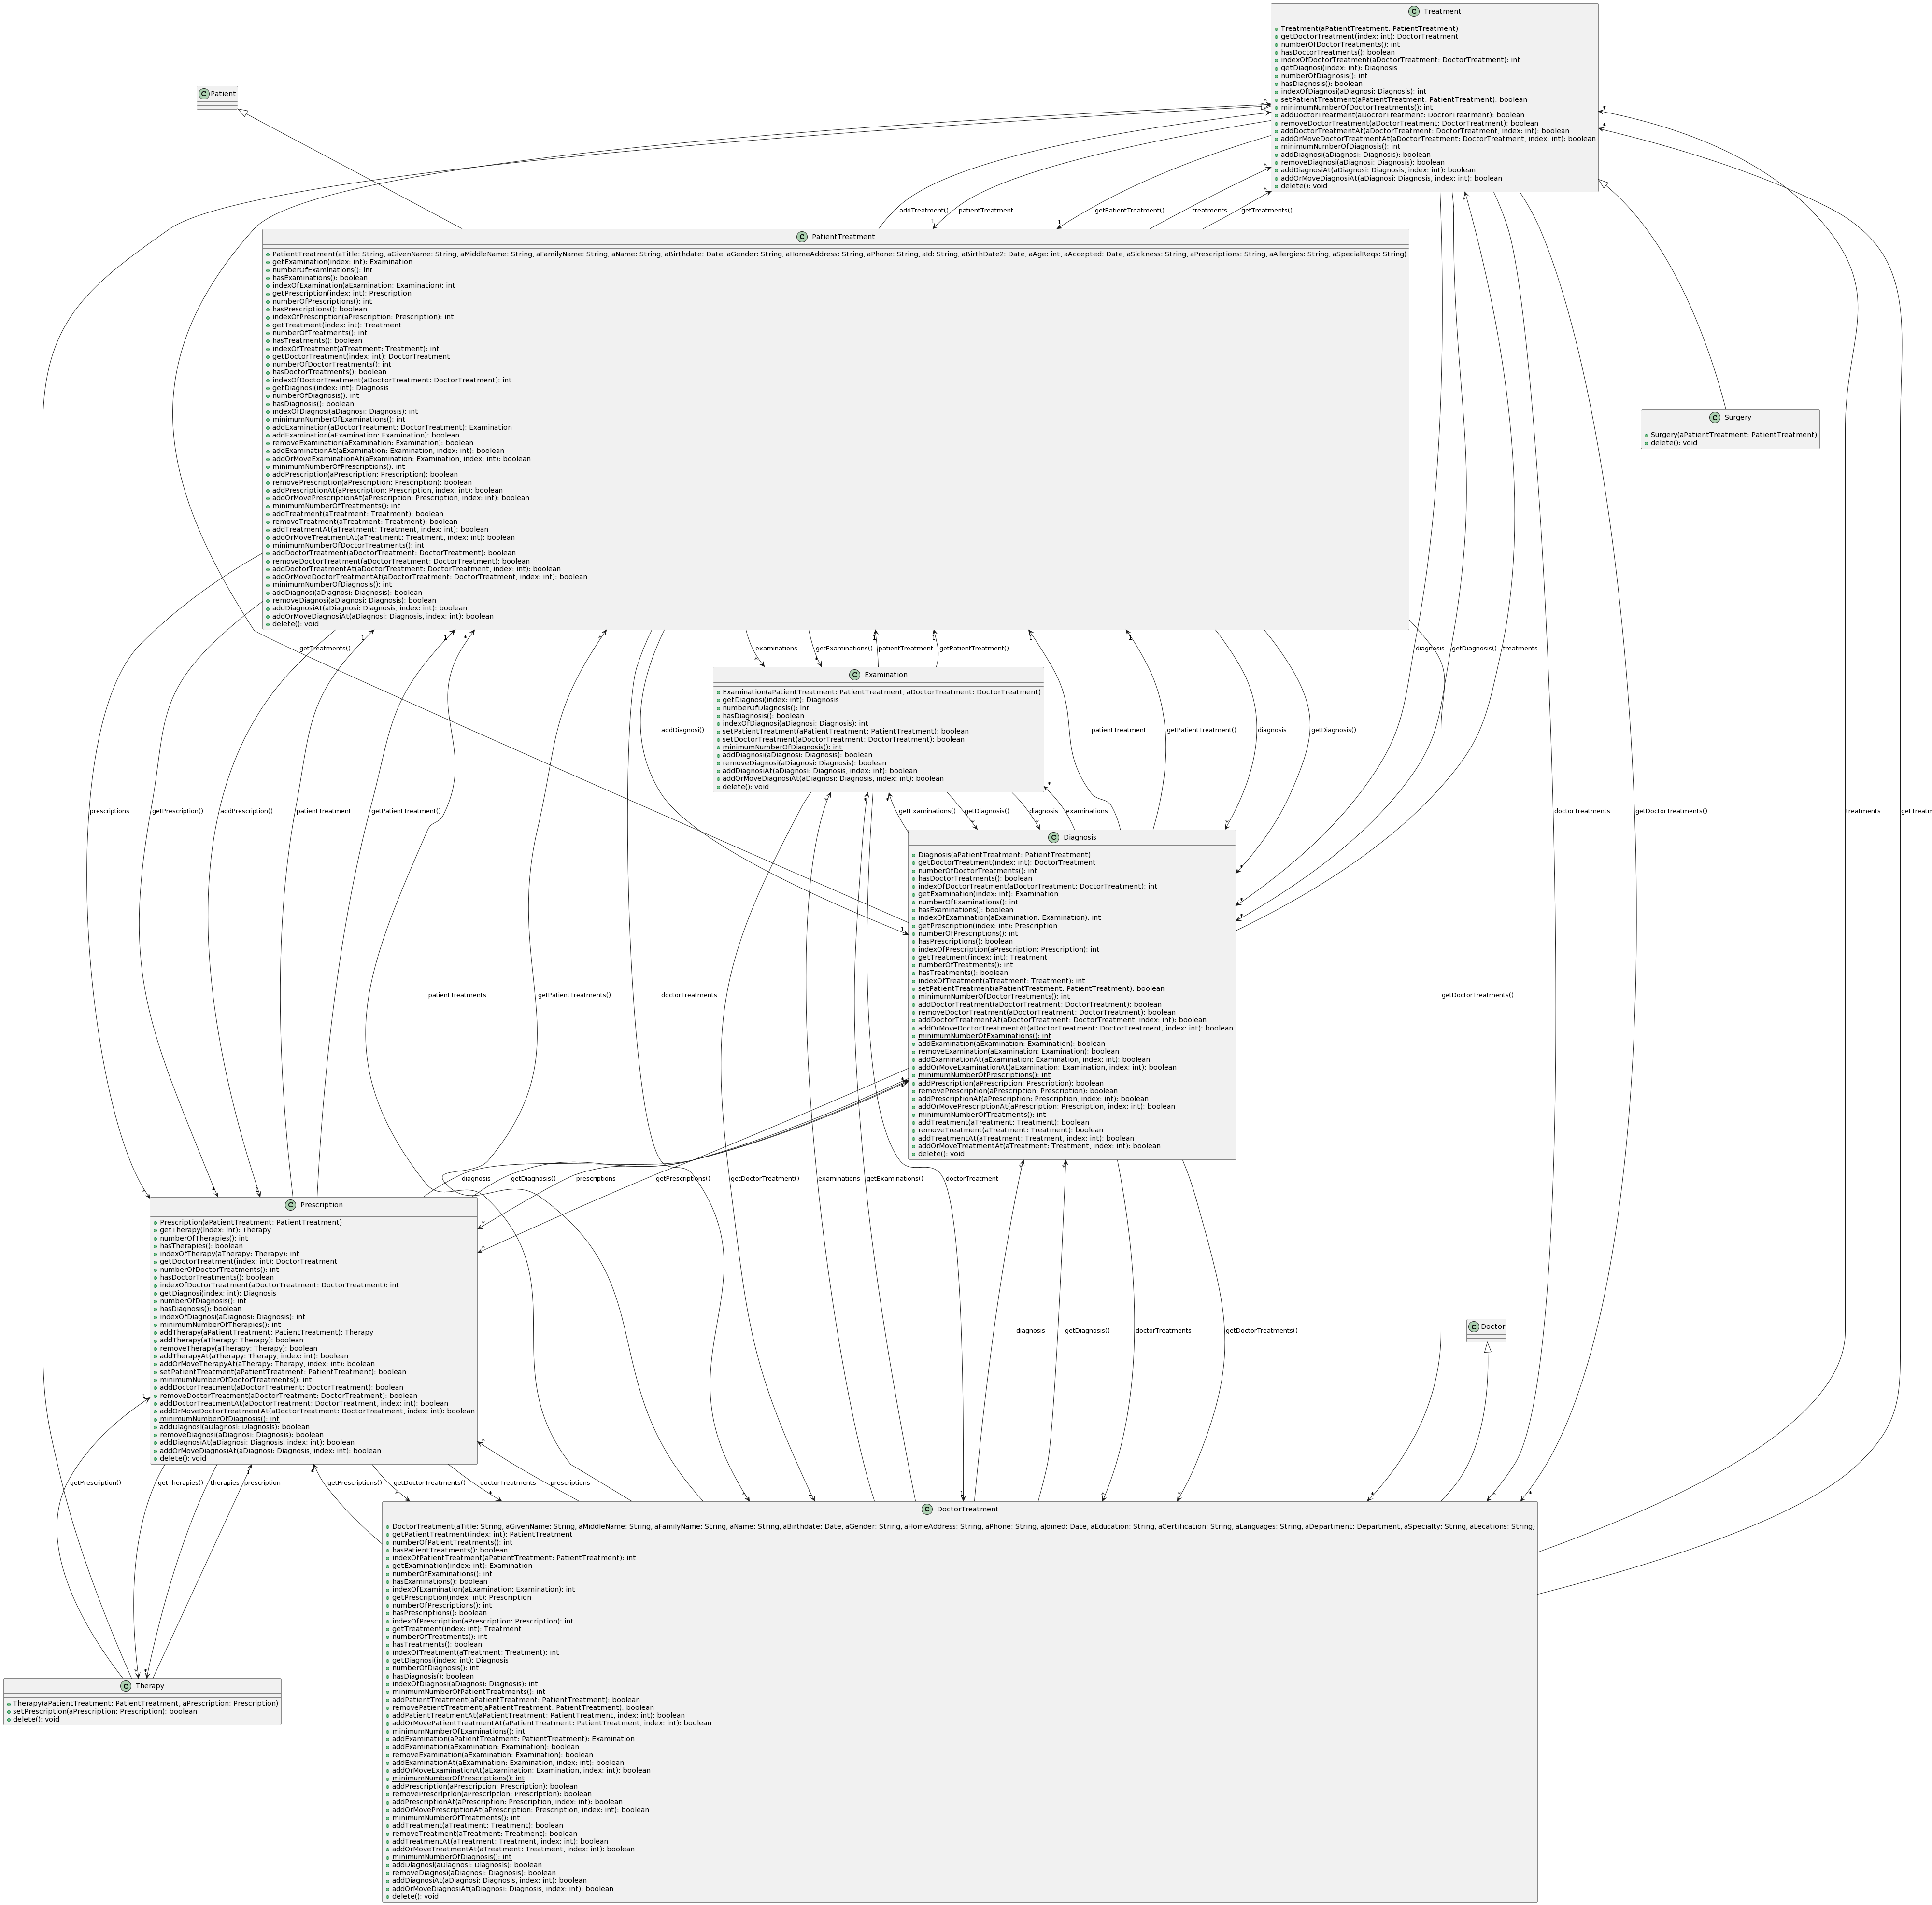 Treatment
Treatment(aPatientTreatment: PatientTreatment)
getDoctorTreatment(index: int): DoctorTreatment
numberOfDoctorTreatments(): int
hasDoctorTreatments(): boolean
indexOfDoctorTreatment(aDoctorTreatment: DoctorTreatment): int
getDiagnosi(index: int): Diagnosis
numberOfDiagnosis(): int
hasDiagnosis(): boolean
indexOfDiagnosi(aDiagnosi: Diagnosis): int
setPatientTreatment(aPatientTreatment: PatientTreatment): boolean
minimumNumberOfDoctorTreatments(): int
addDoctorTreatment(aDoctorTreatment: DoctorTreatment): boolean
removeDoctorTreatment(aDoctorTreatment: DoctorTreatment): boolean
addDoctorTreatmentAt(aDoctorTreatment: DoctorTreatment, index: int): boolean
addOrMoveDoctorTreatmentAt(aDoctorTreatment: DoctorTreatment, index: int): boolean
minimumNumberOfDiagnosis(): int
addDiagnosi(aDiagnosi: Diagnosis): boolean
removeDiagnosi(aDiagnosi: Diagnosis): boolean
addDiagnosiAt(aDiagnosi: Diagnosis, index: int): boolean
addOrMoveDiagnosiAt(aDiagnosi: Diagnosis, index: int): boolean
delete(): void
Patient
addTreatment()
patientTreatment
getPatientTreatment()
treatments
getTreatments()
PatientTreatment
PatientTreatment(aTitle: String, aGivenName: String, aMiddleName: String, aFamilyName: String, aName: String, aBirthdate: Date, aGender: String, aHomeAddress: String, aPhone: String, aId: String, aBirthDate2: Date, aAge: int, aAccepted: Date, aSickness: String, aPrescriptions: String, aAllergies: String, aSpecialReqs: String)
getExamination(index: int): Examination
numberOfExaminations(): int
hasExaminations(): boolean
indexOfExamination(aExamination: Examination): int
getPrescription(index: int): Prescription
numberOfPrescriptions(): int
hasPrescriptions(): boolean
indexOfPrescription(aPrescription: Prescription): int
getTreatment(index: int): Treatment
numberOfTreatments(): int
hasTreatments(): boolean
indexOfTreatment(aTreatment: Treatment): int
getDoctorTreatment(index: int): DoctorTreatment
numberOfDoctorTreatments(): int
hasDoctorTreatments(): boolean
indexOfDoctorTreatment(aDoctorTreatment: DoctorTreatment): int
getDiagnosi(index: int): Diagnosis
numberOfDiagnosis(): int
hasDiagnosis(): boolean
indexOfDiagnosi(aDiagnosi: Diagnosis): int
minimumNumberOfExaminations(): int
addExamination(aDoctorTreatment: DoctorTreatment): Examination
addExamination(aExamination: Examination): boolean
removeExamination(aExamination: Examination): boolean
addExaminationAt(aExamination: Examination, index: int): boolean
addOrMoveExaminationAt(aExamination: Examination, index: int): boolean
minimumNumberOfPrescriptions(): int
addPrescription(aPrescription: Prescription): boolean
removePrescription(aPrescription: Prescription): boolean
addPrescriptionAt(aPrescription: Prescription, index: int): boolean
addOrMovePrescriptionAt(aPrescription: Prescription, index: int): boolean
minimumNumberOfTreatments(): int
addTreatment(aTreatment: Treatment): boolean
removeTreatment(aTreatment: Treatment): boolean
addTreatmentAt(aTreatment: Treatment, index: int): boolean
addOrMoveTreatmentAt(aTreatment: Treatment, index: int): boolean
minimumNumberOfDoctorTreatments(): int
addDoctorTreatment(aDoctorTreatment: DoctorTreatment): boolean
removeDoctorTreatment(aDoctorTreatment: DoctorTreatment): boolean
addDoctorTreatmentAt(aDoctorTreatment: DoctorTreatment, index: int): boolean
addOrMoveDoctorTreatmentAt(aDoctorTreatment: DoctorTreatment, index: int): boolean
minimumNumberOfDiagnosis(): int
addDiagnosi(aDiagnosi: Diagnosis): boolean
removeDiagnosi(aDiagnosi: Diagnosis): boolean
addDiagnosiAt(aDiagnosi: Diagnosis, index: int): boolean
addOrMoveDiagnosiAt(aDiagnosi: Diagnosis, index: int): boolean
delete(): void
Surgery
Surgery(aPatientTreatment: PatientTreatment)
delete(): void
getTreatments()
examinations
getExaminations()
patientTreatment
getPatientTreatment()
diagnosis
getDiagnosis()
treatments
Examination
Examination(aPatientTreatment: PatientTreatment, aDoctorTreatment: DoctorTreatment)
getDiagnosi(index: int): Diagnosis
numberOfDiagnosis(): int
hasDiagnosis(): boolean
indexOfDiagnosi(aDiagnosi: Diagnosis): int
setPatientTreatment(aPatientTreatment: PatientTreatment): boolean
setDoctorTreatment(aDoctorTreatment: DoctorTreatment): boolean
minimumNumberOfDiagnosis(): int
addDiagnosi(aDiagnosi: Diagnosis): boolean
removeDiagnosi(aDiagnosi: Diagnosis): boolean
addDiagnosiAt(aDiagnosi: Diagnosis, index: int): boolean
addOrMoveDiagnosiAt(aDiagnosi: Diagnosis, index: int): boolean
delete(): void
addDiagnosi()
patientTreatment
getPatientTreatment()
diagnosis
getDiagnosis()
prescriptions
getPrescription()
addPrescription()
patientTreatment
getPatientTreatment()
getExaminations()
getDiagnosis()
diagnosis
examinations
doctorTreatments
getDoctorTreatments()
treatments
getTreatm
Diagnosis
Diagnosis(aPatientTreatment: PatientTreatment)
getDoctorTreatment(index: int): DoctorTreatment
numberOfDoctorTreatments(): int
hasDoctorTreatments(): boolean
indexOfDoctorTreatment(aDoctorTreatment: DoctorTreatment): int
getExamination(index: int): Examination
numberOfExaminations(): int
hasExaminations(): boolean
indexOfExamination(aExamination: Examination): int
getPrescription(index: int): Prescription
numberOfPrescriptions(): int
hasPrescriptions(): boolean
indexOfPrescription(aPrescription: Prescription): int
getTreatment(index: int): Treatment
numberOfTreatments(): int
hasTreatments(): boolean
indexOfTreatment(aTreatment: Treatment): int
setPatientTreatment(aPatientTreatment: PatientTreatment): boolean
minimumNumberOfDoctorTreatments(): int
addDoctorTreatment(aDoctorTreatment: DoctorTreatment): boolean
removeDoctorTreatment(aDoctorTreatment: DoctorTreatment): boolean
addDoctorTreatmentAt(aDoctorTreatment: DoctorTreatment, index: int): boolean
addOrMoveDoctorTreatmentAt(aDoctorTreatment: DoctorTreatment, index: int): boolean
minimumNumberOfExaminations(): int
addExamination(aExamination: Examination): boolean
removeExamination(aExamination: Examination): boolean
addExaminationAt(aExamination: Examination, index: int): boolean
addOrMoveExaminationAt(aExamination: Examination, index: int): boolean
minimumNumberOfPrescriptions(): int
addPrescription(aPrescription: Prescription): boolean
removePrescription(aPrescription: Prescription): boolean
addPrescriptionAt(aPrescription: Prescription, index: int): boolean
addOrMovePrescriptionAt(aPrescription: Prescription, index: int): boolean
minimumNumberOfTreatments(): int
addTreatment(aTreatment: Treatment): boolean
removeTreatment(aTreatment: Treatment): boolean
addTreatmentAt(aTreatment: Treatment, index: int): boolean
addOrMoveTreatmentAt(aTreatment: Treatment, index: int): boolean
delete(): void
patientTreatments
getPatientTreatments()
doctorTreatments
getDoctorTreatments()
diagnosis
getDiagnosis()
prescriptions
getPrescriptions()
getDoctorTreatment()
examinations
getExaminations()
doctorTreatment
Prescription
Prescription(aPatientTreatment: PatientTreatment)
getTherapy(index: int): Therapy
numberOfTherapies(): int
hasTherapies(): boolean
indexOfTherapy(aTherapy: Therapy): int
getDoctorTreatment(index: int): DoctorTreatment
numberOfDoctorTreatments(): int
hasDoctorTreatments(): boolean
indexOfDoctorTreatment(aDoctorTreatment: DoctorTreatment): int
getDiagnosi(index: int): Diagnosis
numberOfDiagnosis(): int
hasDiagnosis(): boolean
indexOfDiagnosi(aDiagnosi: Diagnosis): int
minimumNumberOfTherapies(): int
addTherapy(aPatientTreatment: PatientTreatment): Therapy
addTherapy(aTherapy: Therapy): boolean
removeTherapy(aTherapy: Therapy): boolean
addTherapyAt(aTherapy: Therapy, index: int): boolean
addOrMoveTherapyAt(aTherapy: Therapy, index: int): boolean
setPatientTreatment(aPatientTreatment: PatientTreatment): boolean
minimumNumberOfDoctorTreatments(): int
addDoctorTreatment(aDoctorTreatment: DoctorTreatment): boolean
removeDoctorTreatment(aDoctorTreatment: DoctorTreatment): boolean
addDoctorTreatmentAt(aDoctorTreatment: DoctorTreatment, index: int): boolean
addOrMoveDoctorTreatmentAt(aDoctorTreatment: DoctorTreatment, index: int): boolean
minimumNumberOfDiagnosis(): int
addDiagnosi(aDiagnosi: Diagnosis): boolean
removeDiagnosi(aDiagnosi: Diagnosis): boolean
addDiagnosiAt(aDiagnosi: Diagnosis, index: int): boolean
addOrMoveDiagnosiAt(aDiagnosi: Diagnosis, index: int): boolean
delete(): void
diagnosis
getDiagnosis()
doctorTreatments
getDoctorTreatments()
Doctor
getPrescription()
getTherapies()
therapies
prescription
getPrescriptions()
getDoctorTreatments()
doctorTreatments
prescriptions
DoctorTreatment
DoctorTreatment(aTitle: String, aGivenName: String, aMiddleName: String, aFamilyName: String, aName: String, aBirthdate: Date, aGender: String, aHomeAddress: String, aPhone: String, aJoined: Date, aEducation: String, aCertification: String, aLanguages: String, aDepartment: Department, aSpecialty: String, aLecations: String)
getPatientTreatment(index: int): PatientTreatment
numberOfPatientTreatments(): int
hasPatientTreatments(): boolean
indexOfPatientTreatment(aPatientTreatment: PatientTreatment): int
getExamination(index: int): Examination
numberOfExaminations(): int
hasExaminations(): boolean
indexOfExamination(aExamination: Examination): int
getPrescription(index: int): Prescription
numberOfPrescriptions(): int
hasPrescriptions(): boolean
indexOfPrescription(aPrescription: Prescription): int
getTreatment(index: int): Treatment
numberOfTreatments(): int
hasTreatments(): boolean
indexOfTreatment(aTreatment: Treatment): int
getDiagnosi(index: int): Diagnosis
numberOfDiagnosis(): int
hasDiagnosis(): boolean
indexOfDiagnosi(aDiagnosi: Diagnosis): int
minimumNumberOfPatientTreatments(): int
addPatientTreatment(aPatientTreatment: PatientTreatment): boolean
removePatientTreatment(aPatientTreatment: PatientTreatment): boolean
addPatientTreatmentAt(aPatientTreatment: PatientTreatment, index: int): boolean
addOrMovePatientTreatmentAt(aPatientTreatment: PatientTreatment, index: int): boolean
minimumNumberOfExaminations(): int
addExamination(aPatientTreatment: PatientTreatment): Examination
addExamination(aExamination: Examination): boolean
removeExamination(aExamination: Examination): boolean
addExaminationAt(aExamination: Examination, index: int): boolean
addOrMoveExaminationAt(aExamination: Examination, index: int): boolean
minimumNumberOfPrescriptions(): int
addPrescription(aPrescription: Prescription): boolean
removePrescription(aPrescription: Prescription): boolean
addPrescriptionAt(aPrescription: Prescription, index: int): boolean
addOrMovePrescriptionAt(aPrescription: Prescription, index: int): boolean
minimumNumberOfTreatments(): int
addTreatment(aTreatment: Treatment): boolean
removeTreatment(aTreatment: Treatment): boolean
addTreatmentAt(aTreatment: Treatment, index: int): boolean
addOrMoveTreatmentAt(aTreatment: Treatment, index: int): boolean
minimumNumberOfDiagnosis(): int
addDiagnosi(aDiagnosi: Diagnosis): boolean
removeDiagnosi(aDiagnosi: Diagnosis): boolean
addDiagnosiAt(aDiagnosi: Diagnosis, index: int): boolean
addOrMoveDiagnosiAt(aDiagnosi: Diagnosis, index: int): boolean
delete(): void
Therapy
Therapy(aPatientTreatment: PatientTreatment, aPrescription: Prescription)
setPrescription(aPrescription: Prescription): boolean
delete(): void